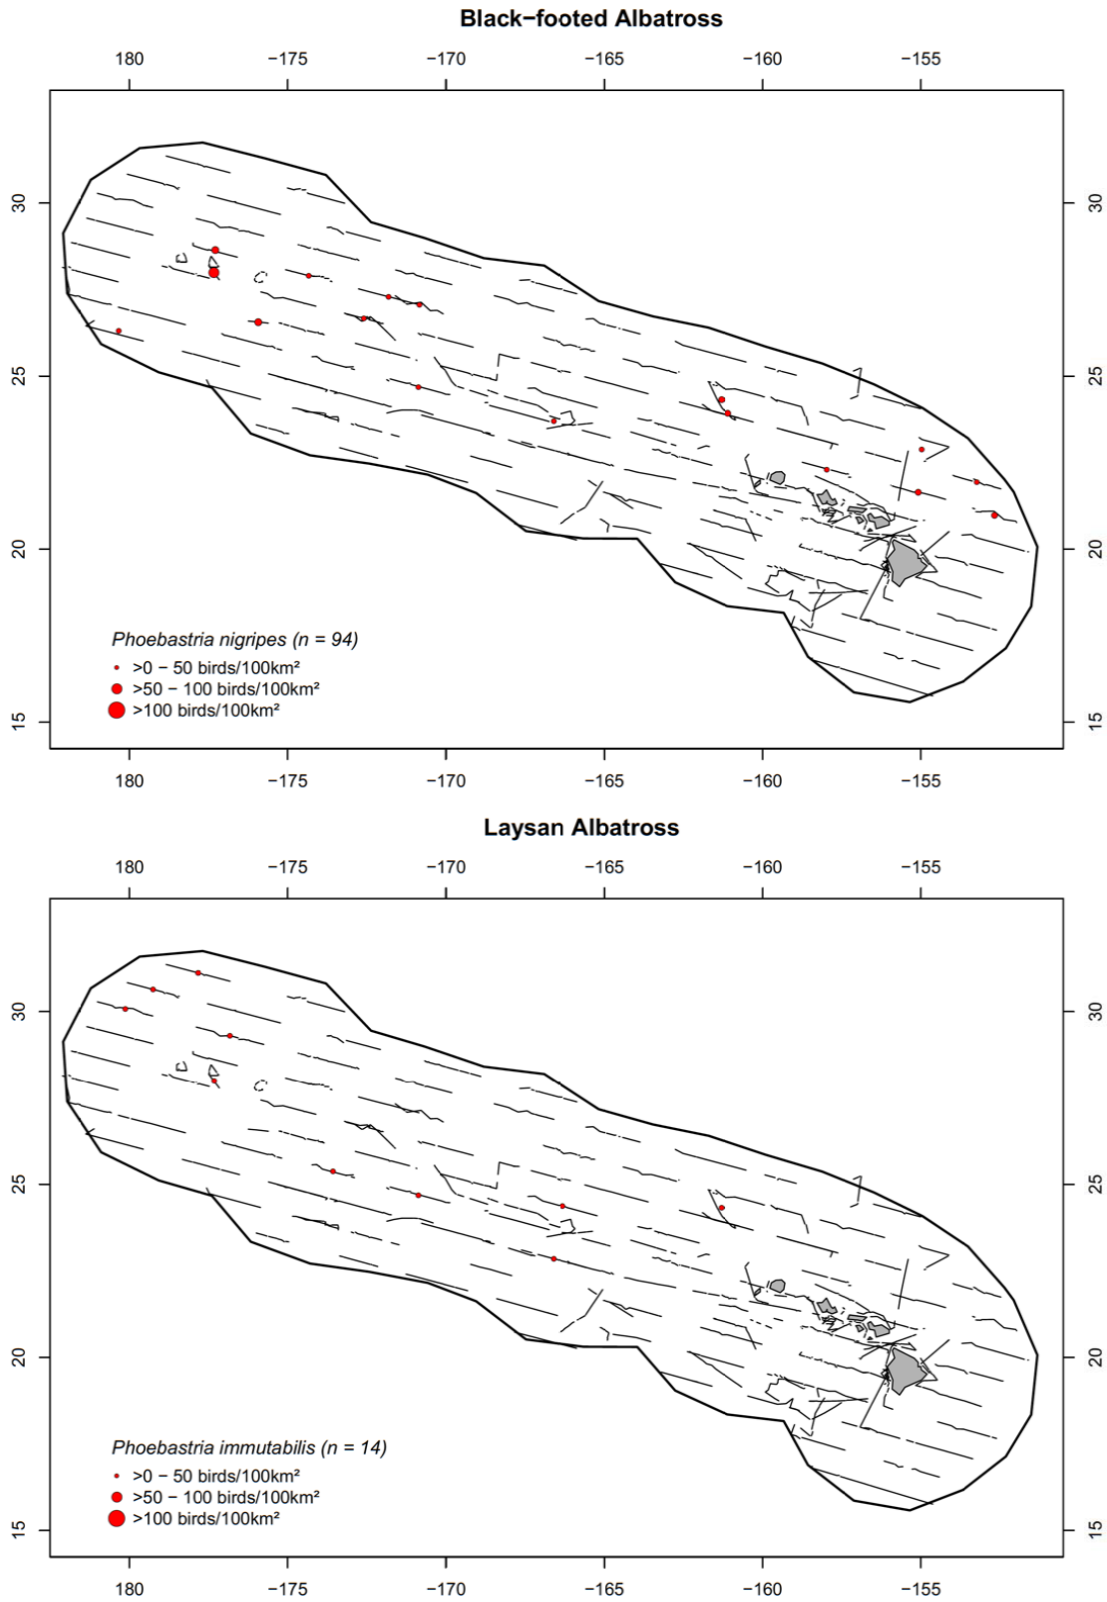 Black−footed Albatross
180 −175 −170 −165 −160 −155
30 30
25 25
20 20
15 15
Phoebastria nigripes (n = 94)
>0 − 50 birds/100km²
>50 − 100 birds/100km²
>100 birds/100km²
180 −175 −170 −165 −160 −155
Laysan Albatross
180 −175 −170 −165 −160 −155
30 30
25 25
20 20
15 15
Phoebastria immutabilis (n = 14)
>0 − 50 birds/100km²
>50 − 100 birds/100km²
>100 birds/100km²
180 −175 −170 −165 −160 −155